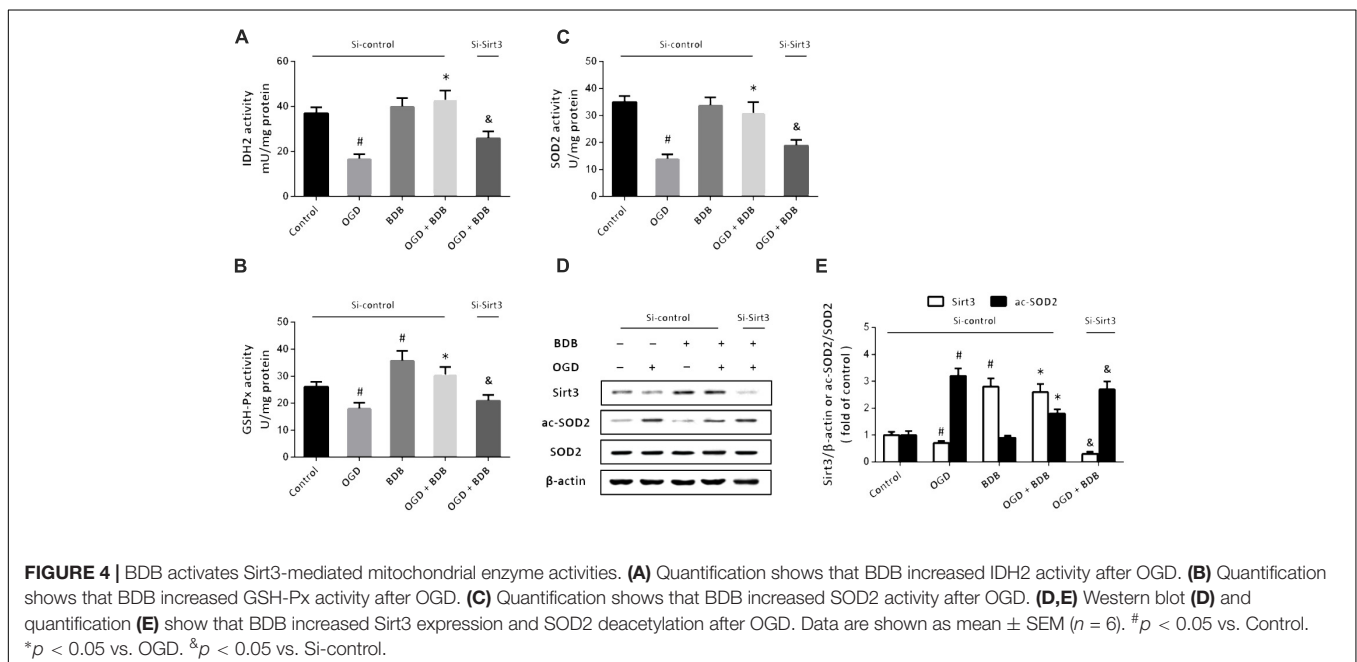 A
Si-control
Si-Sirt3
IDH2 activity
mU/mg protein
60
40
20
0
#
*
&
Control
OGD
BDB
OGD + BDB
OGD + BDB
C
Si-control
Si-Sirt3
SOD2 activity
U/mg protein
50
40
30
20
10
0
#
*
&
Control
OGD
BDB
OGD + BDB
OGD + BDB
B
Si-control
Si-Sirt3
GSH-Px activity
U/mg protein
50
40
30
20
10
0
#
#
*
&
Control
OGD
BDB
OGD + BDB
OGD + BDB
D
Si-control
Si-Sirt3
BDB – – + + +
OGD – + – + +
Sirt3
ac-SOD2
SOD2
β-actin
E
Sirt3
ac-SOD2
Si-control
Si-Sirt3
Sirt3/β-actin or ac-SOD2/SOD2
( fold of control )
5
4
3
2
1
0
#
#
#
*
*
&
&
Control
OGD
BDB
OGD + BDB
OGD + BDB
FIGURE 4 | BDB activates Sirt3-mediated mitochondrial enzyme activities. (A) Quantification shows that BDB increased IDH2 activity after OGD. (B) Quantification
shows that BDB increased GSH-Px activity after OGD. (C) Quantification shows that BDB increased SOD2 activity after OGD. (D,E) Western blot (D) and
quantification (E) show that BDB increased Sirt3 expression and SOD2 deacetylation after OGD. Data are shown as mean ± SEM (n = 6). #p < 0.05 vs. Control.
*p < 0.05 vs. OGD. &p < 0.05 vs. Si-control.